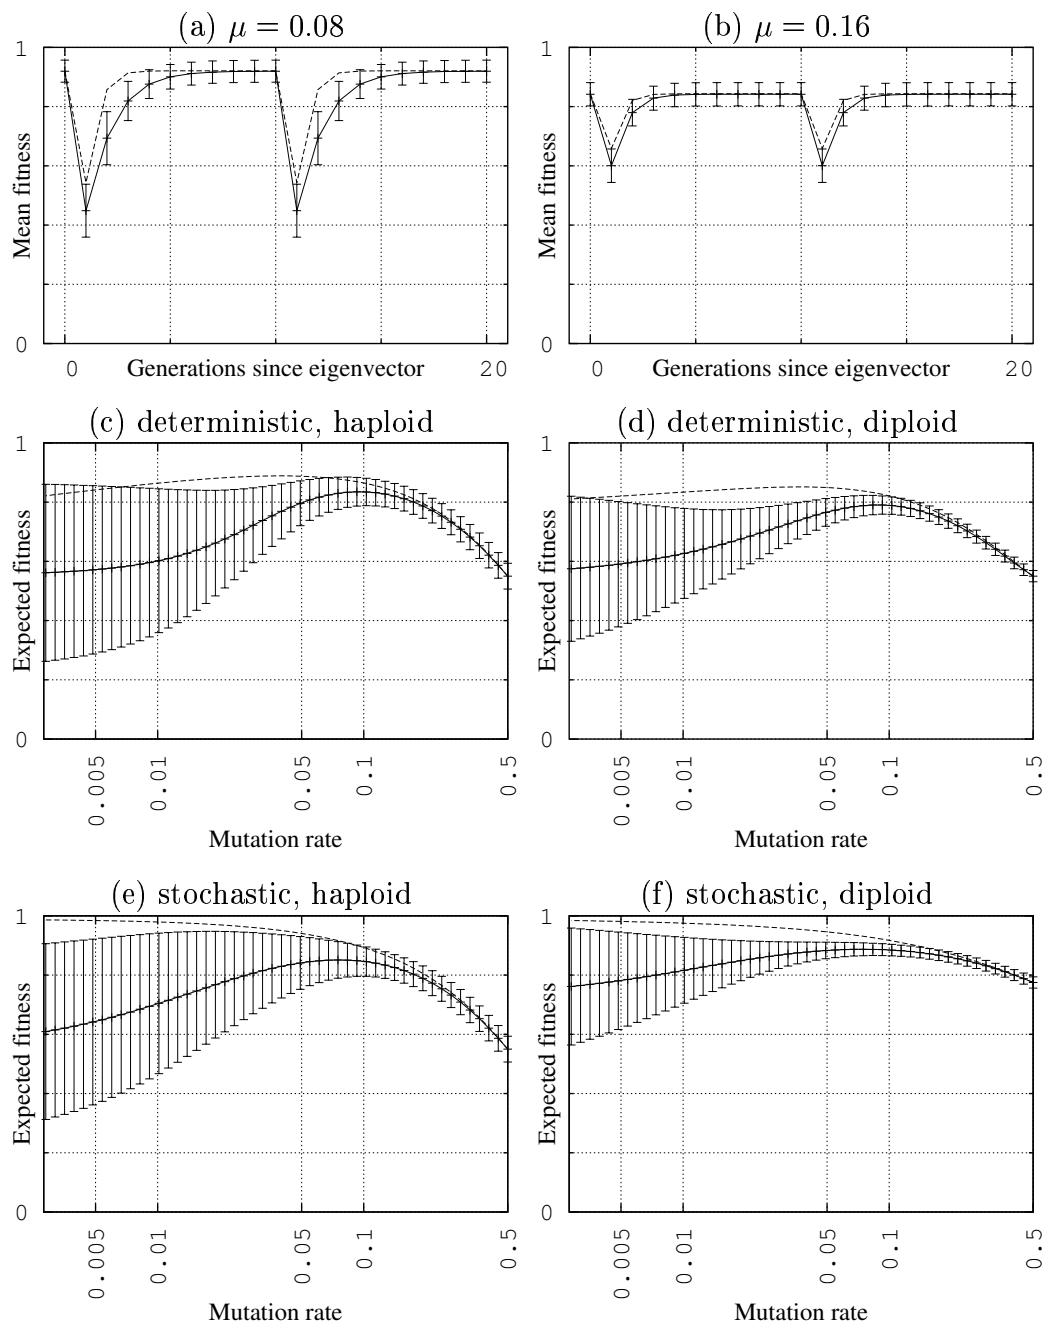 (a) μ = 0.08
1
Mean fitness
0
0
Generations since eigenvector
20
(b) μ = 0.16
1
Mean fitness
0
0
Generations since eigenvector
20
(c) deterministic, haploid
1
Expected fitness
0
0.005
0.01
0.05
0.1
0.5
Mutation rate
(d) deterministic, diploid
1
Expected fitness
0
0.005
0.01
0.05
0.1
0.5
Mutation rate
(e) stochastic, haploid
1
Expected fitness
0
0.005
0.01
0.05
0.1
0.5
Mutation rate
(f) stochastic, diploid
1
Expected fitness
0
0.005
0.01
0.05
0.1
0.5
Mutation rate